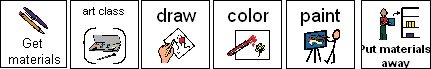 Get
materials
art class
draw
color
paint
Put materials
away